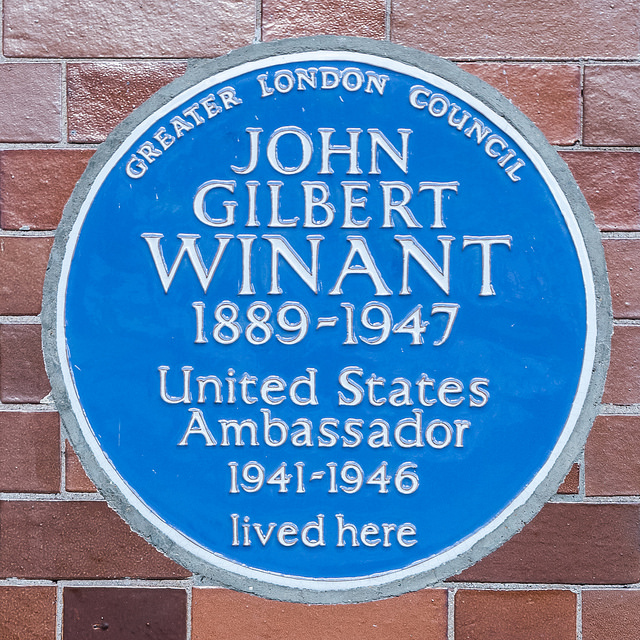 GREATER LONDON COUNCIL
JOHN
GILBERT
WINANT
1889-1947
United States
Ambassador
1941-1946
lived here